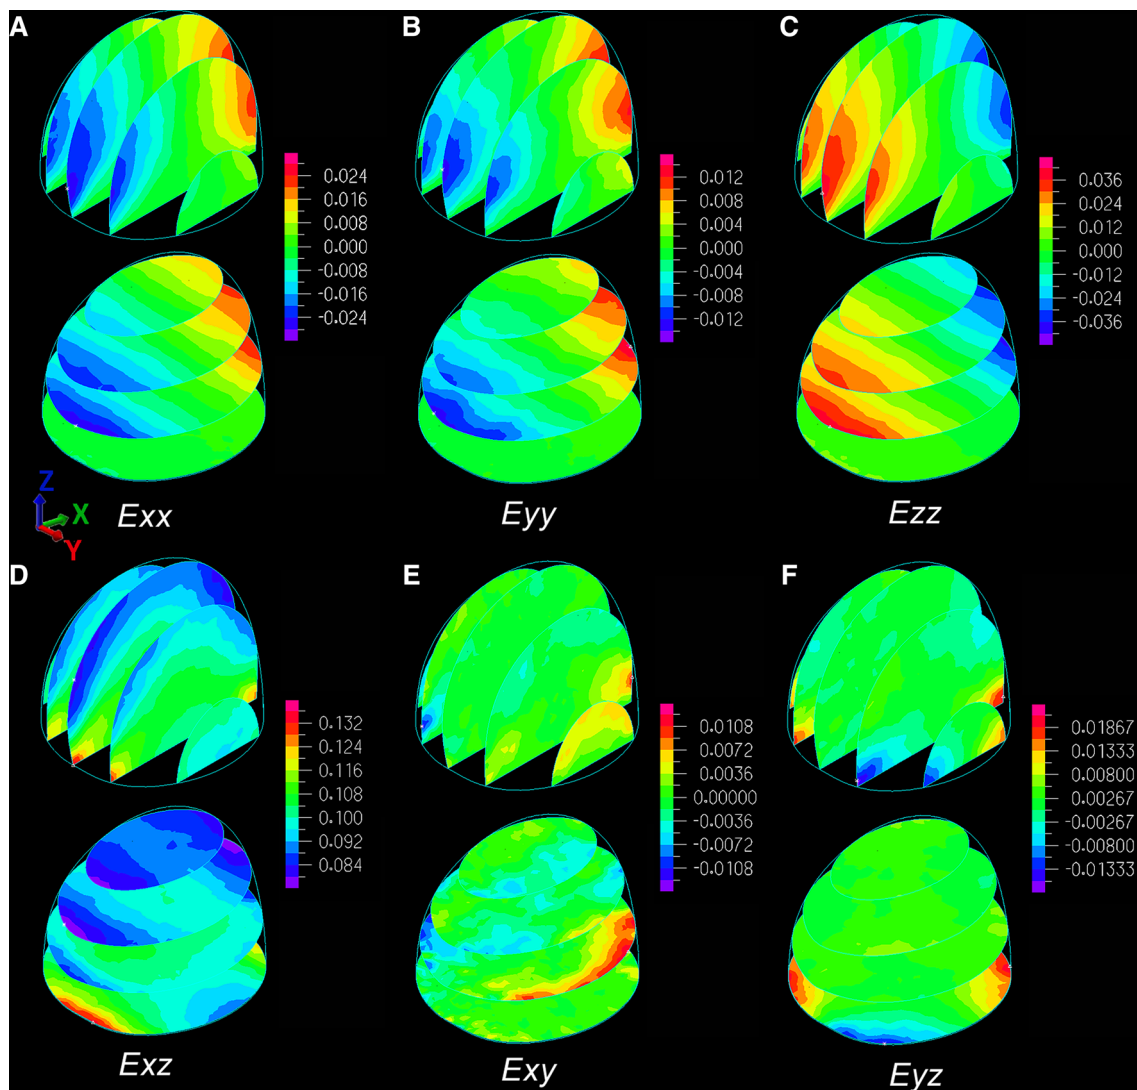 A
B
C
0.024
0.016
0.008
0.000
-0.008
-0.016
-0.024
0.012
0.008
0.004
0.000
-0.004
-0.008
-0.012
0.036
0.024
0.012
0.000
-0.012
-0.024
-0.036
Z
X
Y
Exx
Eyy
Ezz
D
E
F
0.132
0.124
0.116
0.108
0.100
0.092
0.084
0.0108
0.0072
0.0036
0.00000
-0.0036
-0.0072
-0.0108
0.01867
0.01333
0.00800
0.00267
-0.00267
-0.00800
-0.01333
Exz
Exy
Eyz